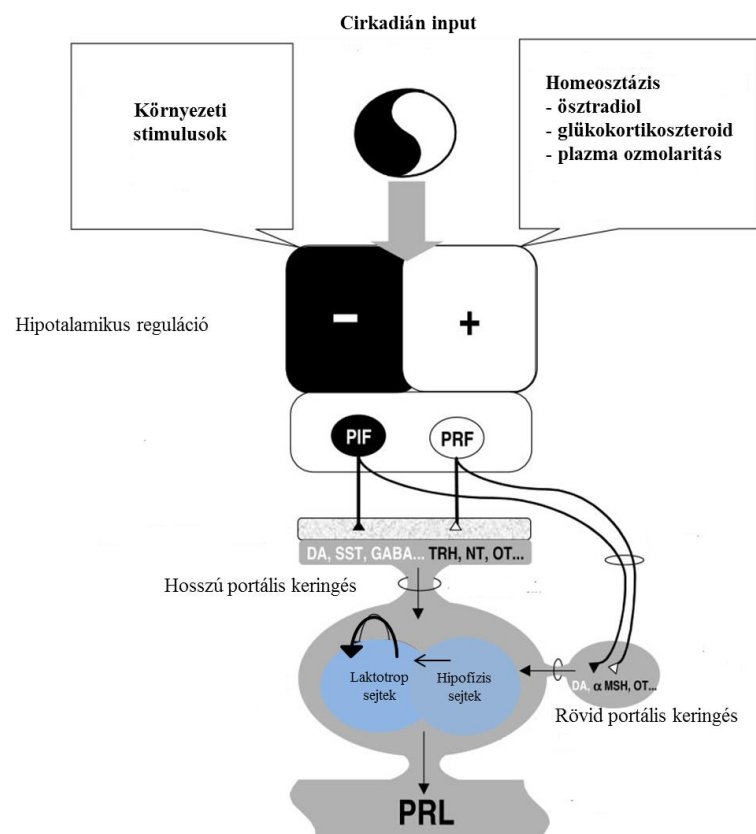 Cirkadián input
Környezeti
stimulusok
Homeosztázis
- ösztradiol
- glükokortikoszteroid
- plazma ozmolaritás
Hipotalamikus reguláció
-
+
PIF
PRF
DA, SST, GABA... TRH, NT, OT...
Hosszú portális keringés
Laktotrop
sejtek
Hipofízis
sejtek
DA, α MSH, OT...
Rövid portális keringés
PRL